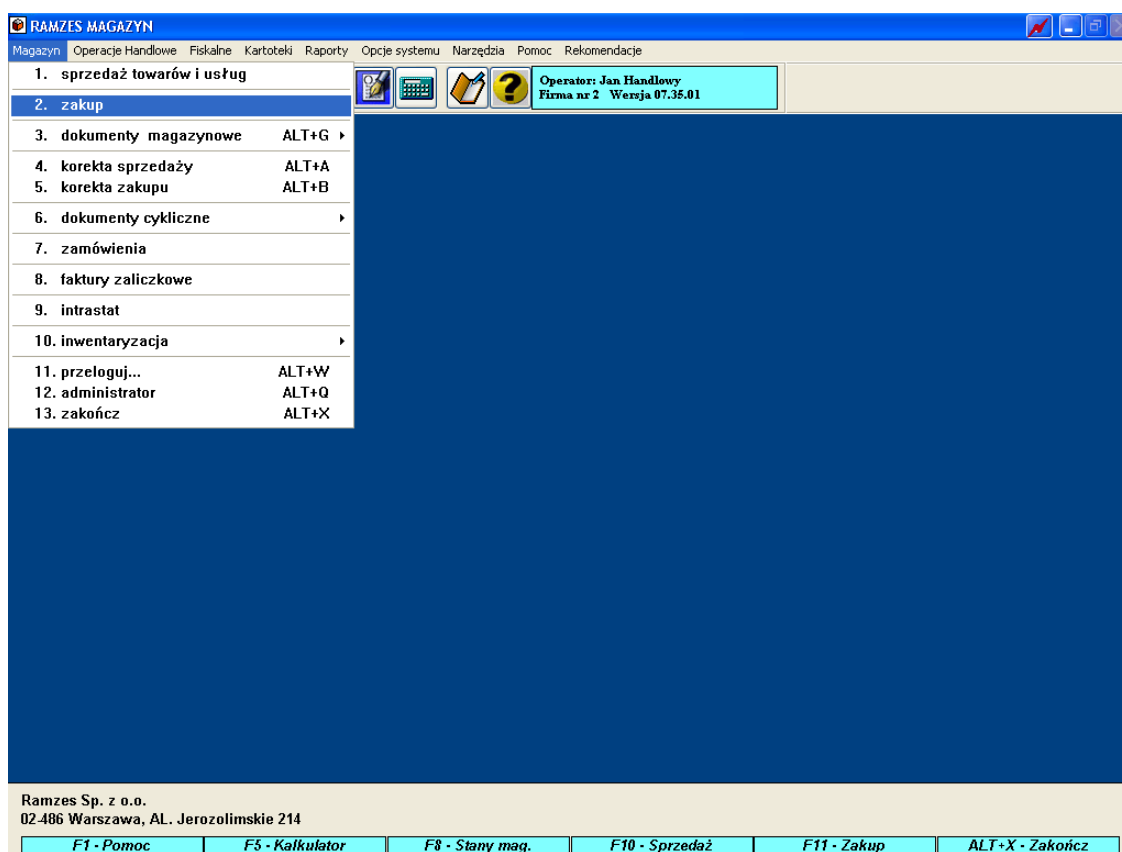 RAMZES MAGAZYN
Magazyn Operacje Handlowe Fiskalne Kartoteki Raporty Opcje systemu Narzędzia Pomoc Rekomendacje
1. sprzedaż towarów i usług
2. zakup
3. dokumenty magazynowe ALT+G
4. korekta sprzedaży ALT+A
5. korekta zakupu ALT+B
6. dokumenty cykliczne
7. zamówienia
8. faktury zaliczkowe
9. intrastat
10. inwentaryzacja
11. przeloguj... ALT+W
12. administrator ALT+Q
13. zakończ ALT+X
Operator: Jan Handlowy
Firma nr 2 Wersja 07.35.01
Ramzes Sp. z o.o.
02-486 Warszawa, AL. Jerozolimskie 214
F1 - Pomoc F5 - Kalkulator F8 - Stany mag. F10 - Sprzedaż F11 - Zakup ALT+X - Zakończ